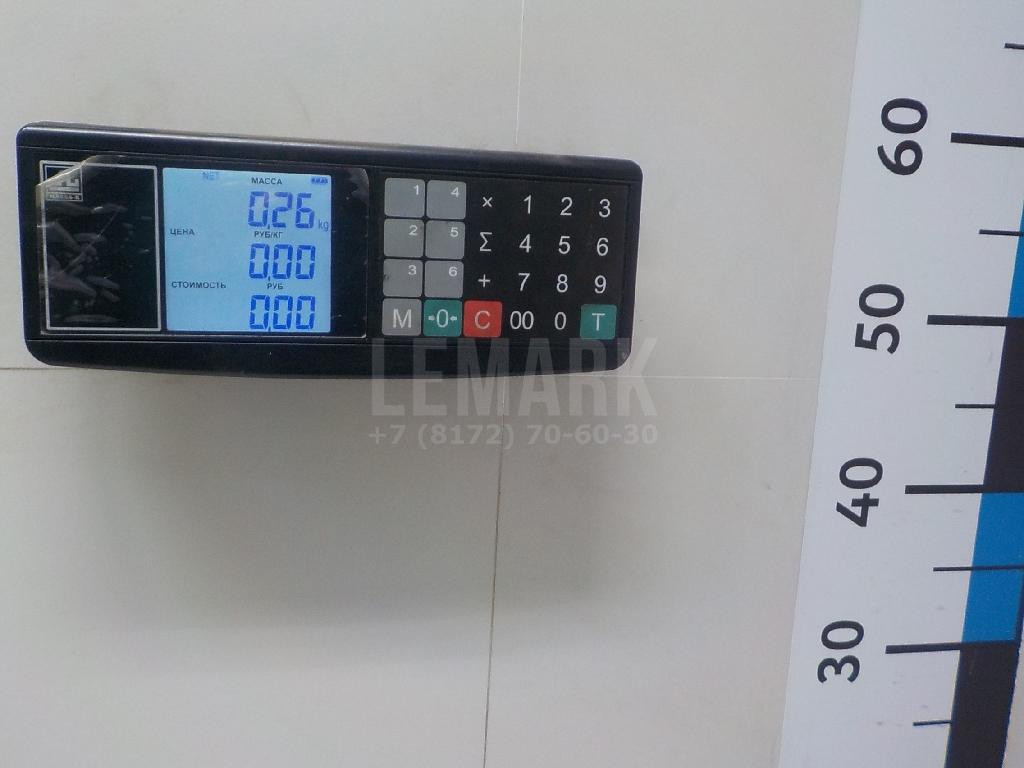 МАССА-К
NET
МАССА
0,26 kg
ЦЕНА
РУБ/КГ
0,00
СТОИМОСТЬ
РУБ
0,00
1 4 × 1 2 3
2 5 Σ 4 5 6
3 6 + 7 8 9
M →0← C 00 0 T
LEMARK
+7 (8172) 70-60-30
60
50
40
30